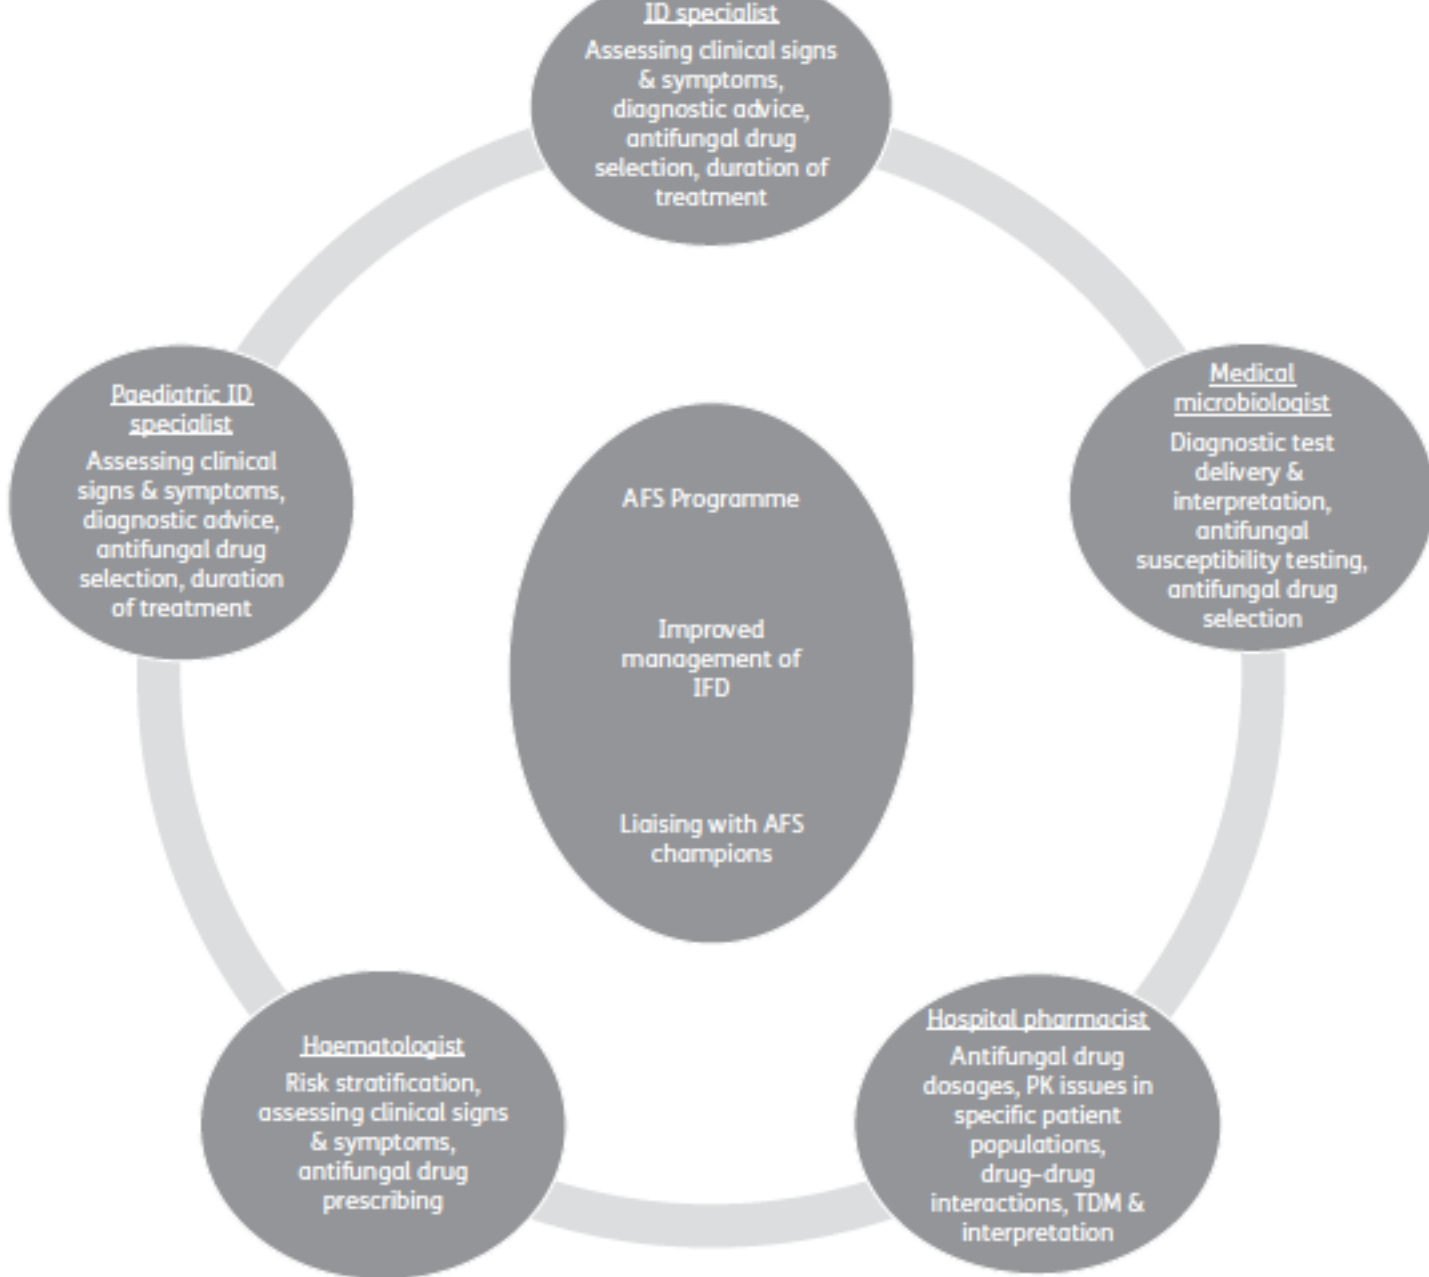 ID specialist
Assessing clinical signs
& symptoms,
diagnostic advice,
antifungal drug
selection, duration of
treatment
Paediatric ID
specialist
Assessing clinical
signs & symptoms,
diagnostic advice,
antifungal drug
selection, duration
of treatment
Medical
microbiologist
Diagnostic test
delivery &
interpretation,
antifungal
susceptibility testing,
antifungal drug
selection
AFS Programme
Improved
management of
IFD
Liaising with AFS
champions
Haematologist
Risk stratification,
assessing clinical signs
& symptoms,
antifungal drug
prescribing
Hospital pharmacist
Antifungal drug
dosages, PK issues in
specific patient
populations,
drug–drug
interactions, TDM &
interpretation